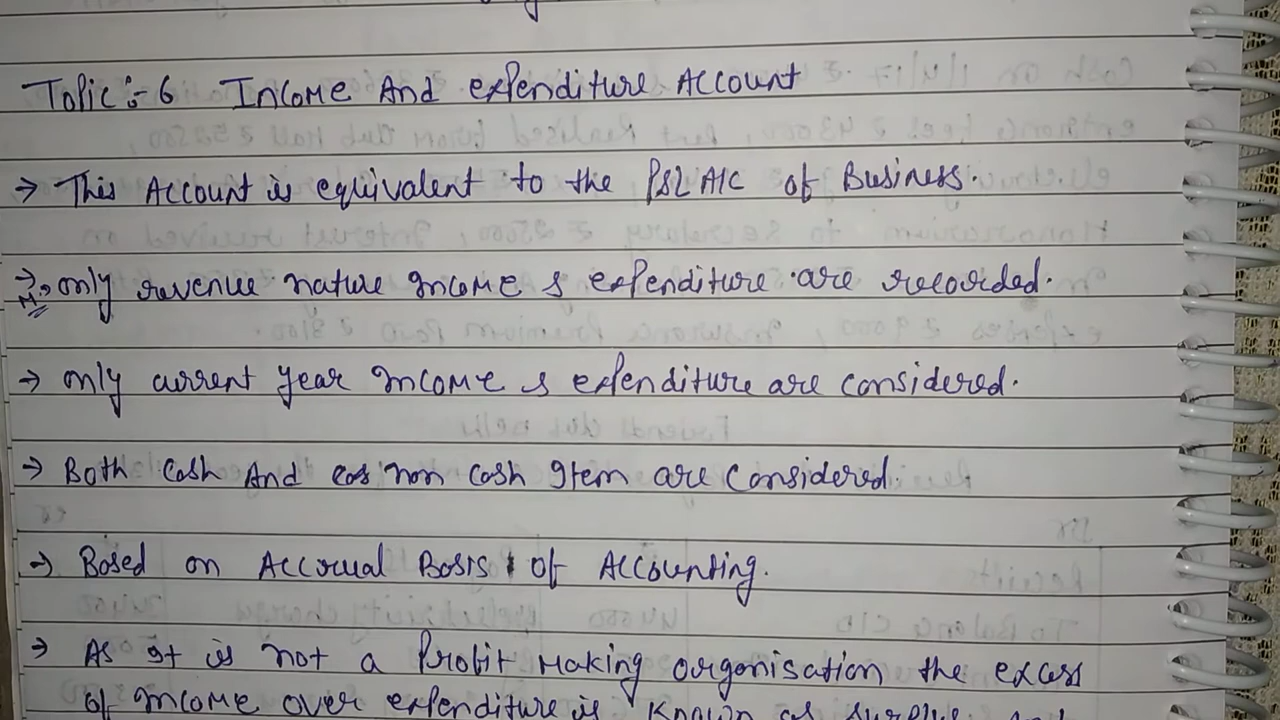 Topic :- 6 Income And expenditure Account
→ This Account is equivalent to the P&L A/C of Business.
→ only revenue nature Income & expenditure are recorded.
→ only current year Income & expenditure are considered.
→ Both Cash And non cash Item are considered.
→ Based on Accrual Basis of Accounting.
→ As It is not a Profit Making organisation the excess
of Income over expenditure is known as surplus and